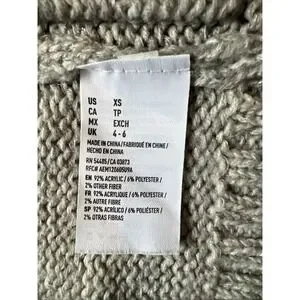 US XS
CA TP
MX EXCH
UK 4 - 6
MADE IN CHINA/FABRIQUÉ EN CHINE/
HECHO EN CHINA
RN 54485/CA 03873
RFC# AEM12060509A
EN 92% ACRYLIC / 6% POLYESTER/
2% OTHER FIBER
FR 92% ACRYLIQUE / 6% POLYESTER/
2% AUTRE FIBRE
SP 92% ACRÍLICO / 6% POLIÉSTER/
2% OTRAS FIBRAS